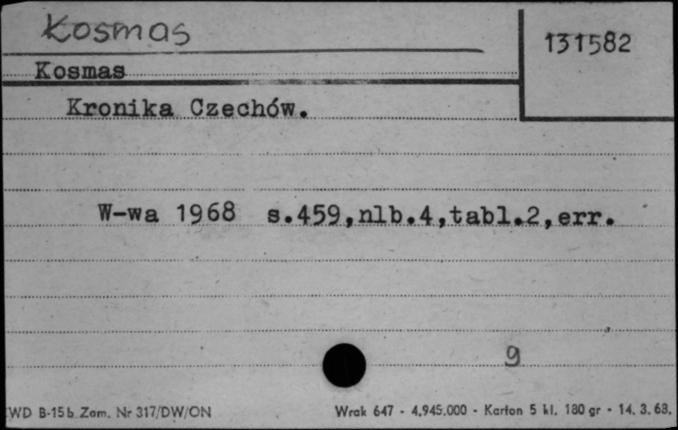 Kosmas
131582
Kosmas
Kronika Czechów.
W-wa 1968 s.459,nlb.4,tabl.2,err.
9
WD B-15b Zam. Nr 317/DW/ON
Wrak 647 - 4.945.000 - Karton 5 kl. 180 gr - 14. 3. 68.